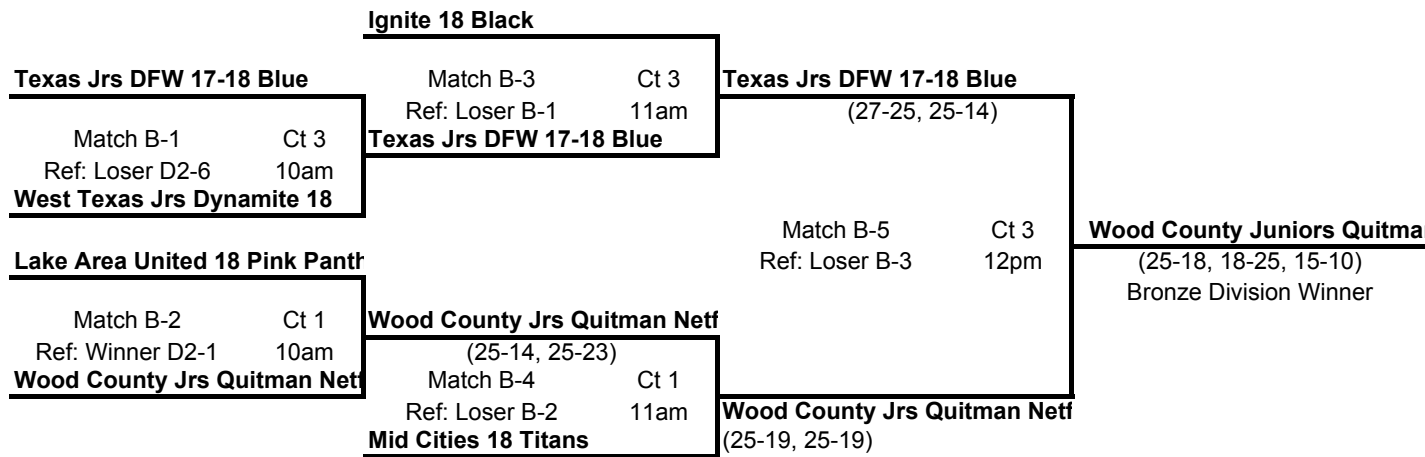 Ignite 18 Black
Texas Jrs DFW 17-18 Blue
Match B-3 Ct 3
Texas Jrs DFW 17-18 Blue
Ref: Loser B-1 11am
(27-25, 25-14)
Match B-1 Ct 3
Texas Jrs DFW 17-18 Blue
Ref: Loser D2-6 10am
West Texas Jrs Dynamite 18
Match B-5 Ct 3
Wood County Juniors Quitma
Lake Area United 18 Pink Panth
Ref: Loser B-3 12pm
(25-18, 18-25, 15-10)
Bronze Division Winner
Match B-2 Ct 1
Wood County Jrs Quitman Netf
Ref: Winner D2-1 10am
(25-14, 25-23)
Wood County Jrs Quitman Netf
Match B-4 Ct 1
Ref: Loser B-2 11am
Wood County Jrs Quitman Netf
Mid Cities 18 Titans
(25-19, 25-19)